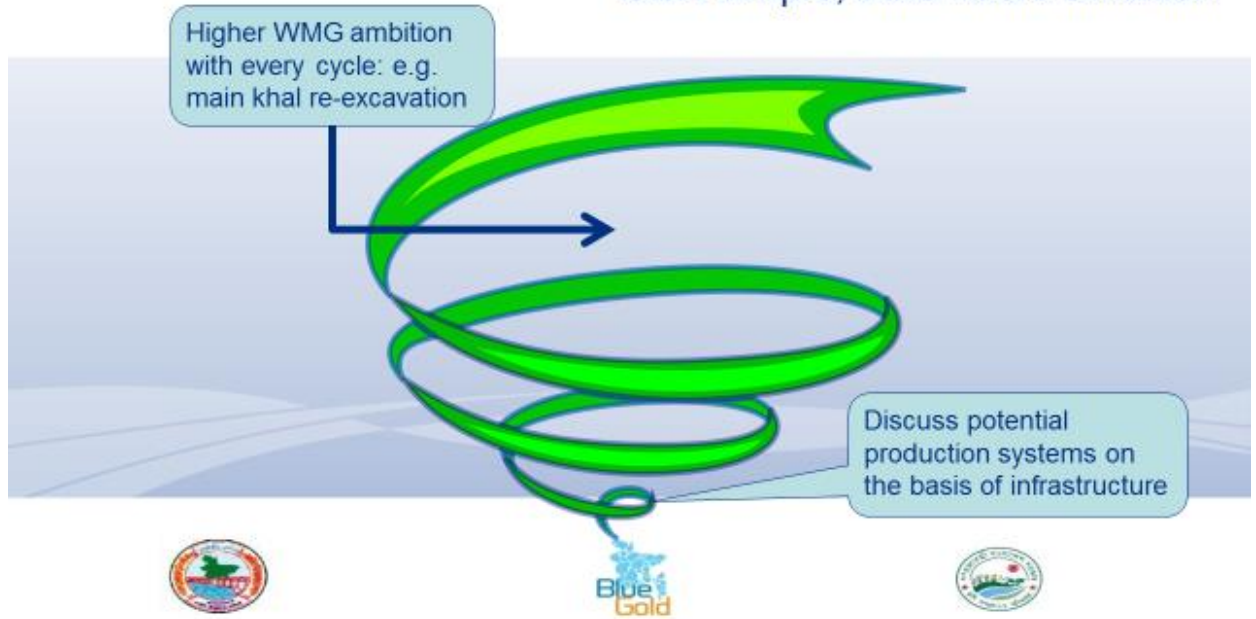 Higher WMG ambition
with every cycle: e.g.
main khal re-excavation
Discuss potential
production systems on
the basis of infrastructure
Blue
Gold